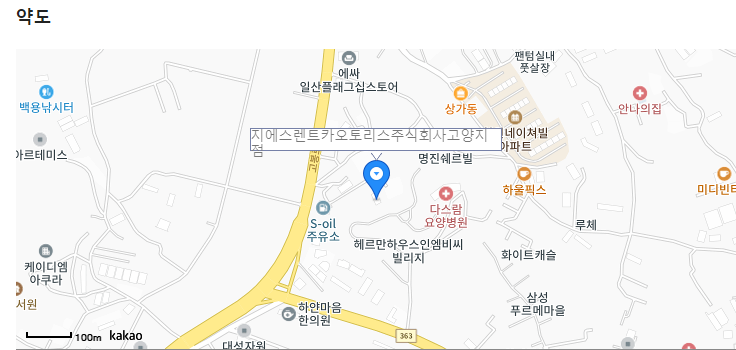 약도
팬텀실내
풋살장
에싸
일산플래그십스토어
백용낚시터
상가동
안나의집
네이쳐빌
아파트
지에스렌트카오토리스주식회사고양지
점
아르테미스
고봉로
명진쉐르빌
하울픽스
미디빈티
다스람
요양병원
S-oil
주유소
루체
헤르만하우스인엠비씨
빌리지
화이트캐슬
케이디엠
아쿠라
서원
삼성
푸르메마을
하얀마음
한의원
363
100m kakao
대성자원